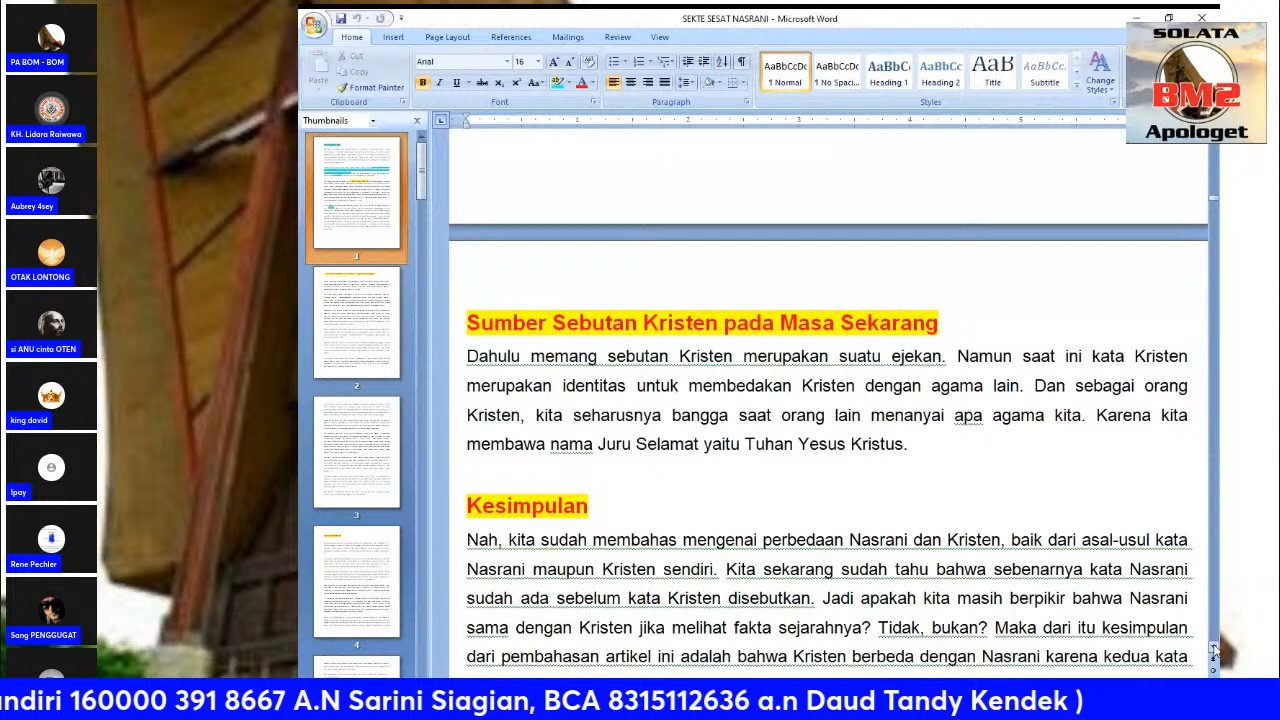 SEKTE SESAT NASRANI - Microsoft Word
Home Insert Page Layout References Mailings Review View
Paste
Cut
Copy
Format Painter
Clipboard
Arial 16
Font
Paragraph
AaBbCcDc AaBbCcDc AaBbCc AaBbCc AaB AaBbCc.
¶ Normal ¶ No Spaci... Heading 1 Heading 2 Title Subtitle
Change Styles
Styles
SOLATA
BM2
Apologet
Thumbnails
1
2
3
4
1 2 3 4 5
PA BOM - BOM
KH. Lidara Raiwawa
Aubrey 4sey
OTAK LONTONG
si ANU cinta OTEN
king david
Ipay
Rene Pechler
Sang PENGGUGAT
Sumber Sebutan Kristen pada Masa Sekarang
Dahulu memang sebutan Kristen merupakan suatu ejekan. Namun saat ini kata Kristen
merupakan identitas untuk membedakan Kristen dengan agama lain. Dan sebagai orang
Kristen, kita seharusnya bangga saat orang lain menanyai apa agama kita. Karena kita
membawa nama Juru Selamat yaitu Tuhan Yesus Kristus.
Kesimpulan
Nah, kita sudah membahas mengenai perbedaan Nasrani dan Kristen, baik dari asal-usul kata
Nasrani maupun Kristen sendiri. Kita sekarang sudah tahu bahwa sebenarnya kata Nasrani
sudah ada sebelum kata Kristen disebutkan. Jadi apakah kita masih berpikir bahwa Nasrani
sama dengan Kristen jika melihat fakta sejarahnya? Tidak, bukan? Maka dari itu kesimpulan
dari pembahasan artikel ini adalah bahwa Kristen berbeda dengan Nasrani karena kedua kata
andiri 160000 391 8667 A.N Sarini Siagian, BCA 8315112636 a.n Daud Tandy Kendek )